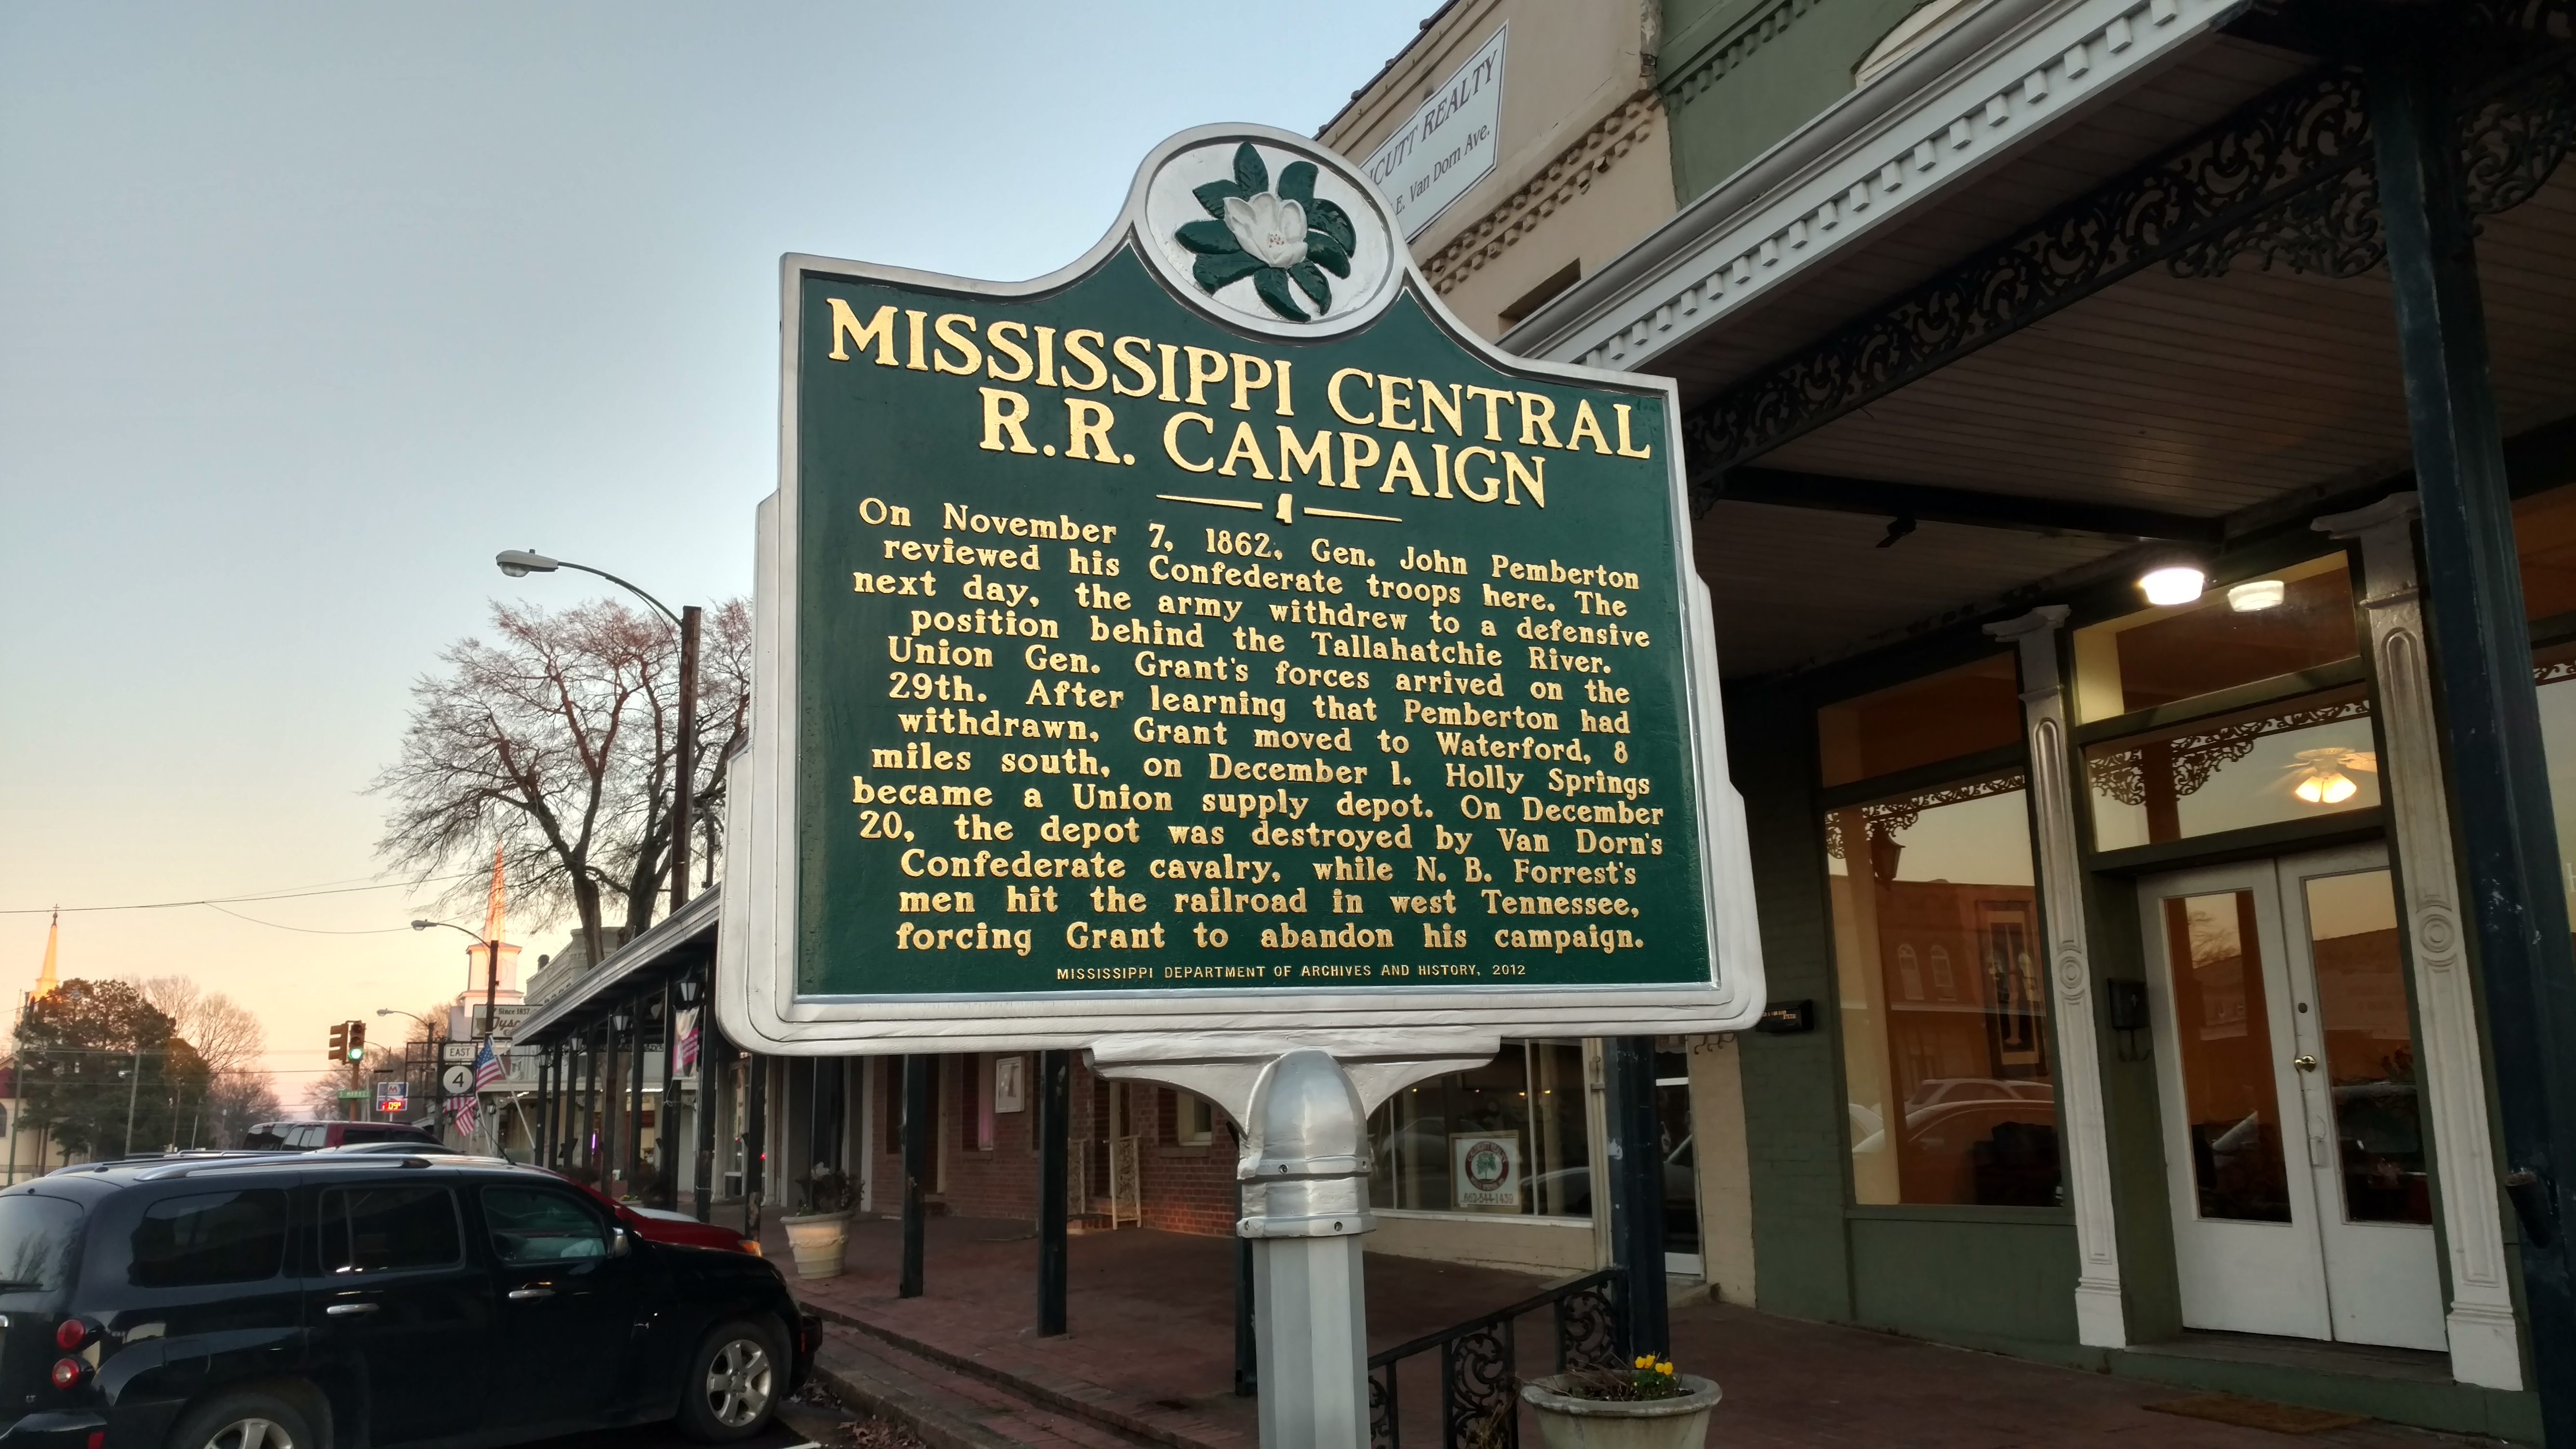 MISSISSIPPI CENTRAL
R.R. CAMPAIGN
On November 7, 1862, Gen. John Pemberton
reviewed his Confederate troops here. The
next day, the army withdrew to a defensive
position behind the Tallahatchie River.
Union Gen. Grant's forces arrived on the
29th. After learning that Pemberton had
withdrawn, Grant moved to Waterford, 8
miles south, on December 1. Holly Springs
became a Union supply depot. On December
20, the depot was destroyed by Van Dorn's
Confederate cavalry, while N. B. Forrest's
men hit the railroad in west Tennessee,
forcing Grant to abandon his campaign.
MISSISSIPPI DEPARTMENT OF ARCHIVES AND HISTORY, 2012
REALTY
E. Van Dorn Ave.
Since 1837
EAST
4
662-544-1439